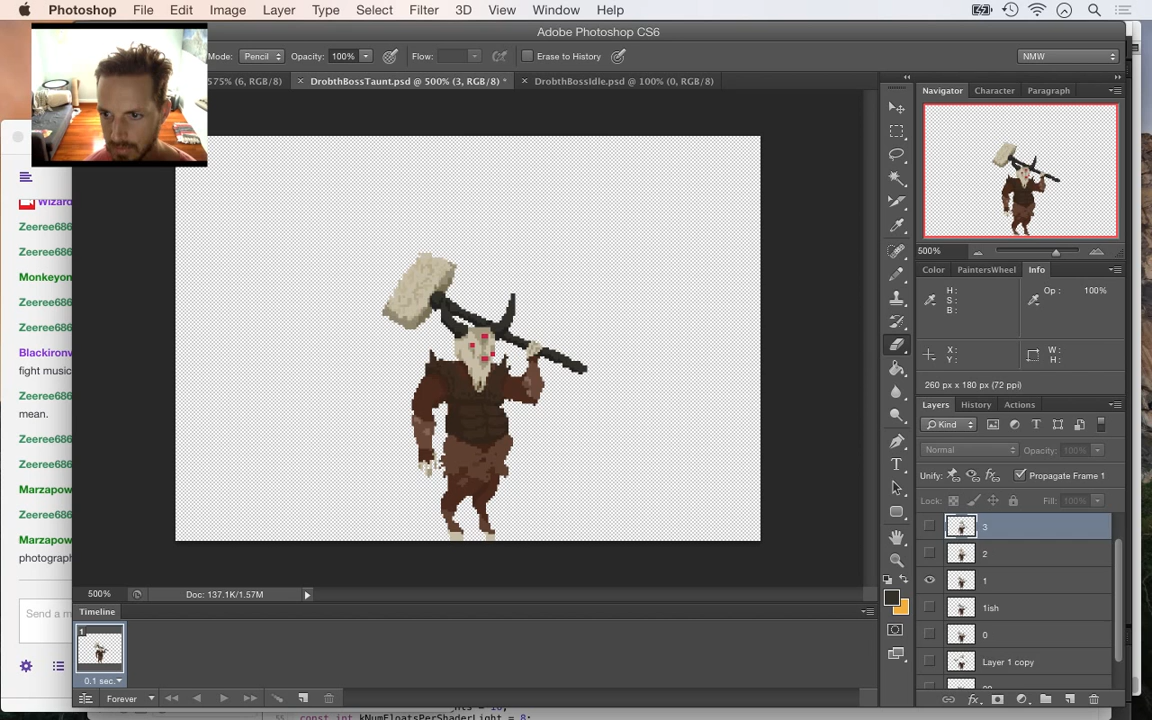 Photoshop File Edit Image Layer Type Select Filter 3D View Window Help
Adobe Photoshop CS6
Mode: Pencil Opacity: 100% Flow: Erase to History NMW
575% (6, RGB/8) × DrobthBossTaunt.psd @ 500% (3, RGB/8) * × DrobthBossIdle.psd @ 100% (0, RGB/8)
Navigator Character Paragraph
500%
Color PaintersWheel Info
H:
S:
B:
Op: 100%
X:
Y:
W:
H:
260 px x 180 px (72 ppi)
Layers History Actions
Kind
Normal Opacity: 100%
Unify: Propagate Frame 1
Lock: Fill: 100%
3
2
1
1ish
0
Layer 1 copy
Wizard
Zeeree686
Zeeree686
Monkeyon
Zeeree686
Zeeree686
Blackironw
fight music
Zeeree686
mean.
Zeeree686
Zeeree686
Marzapow
Zeeree686
Marzapow
photograph
Send a m
500% Doc: 137.1K/1.57M
Timeline
1
0.1 sec.
Forever
const int kNumFloatsPerShaderLight = 8;